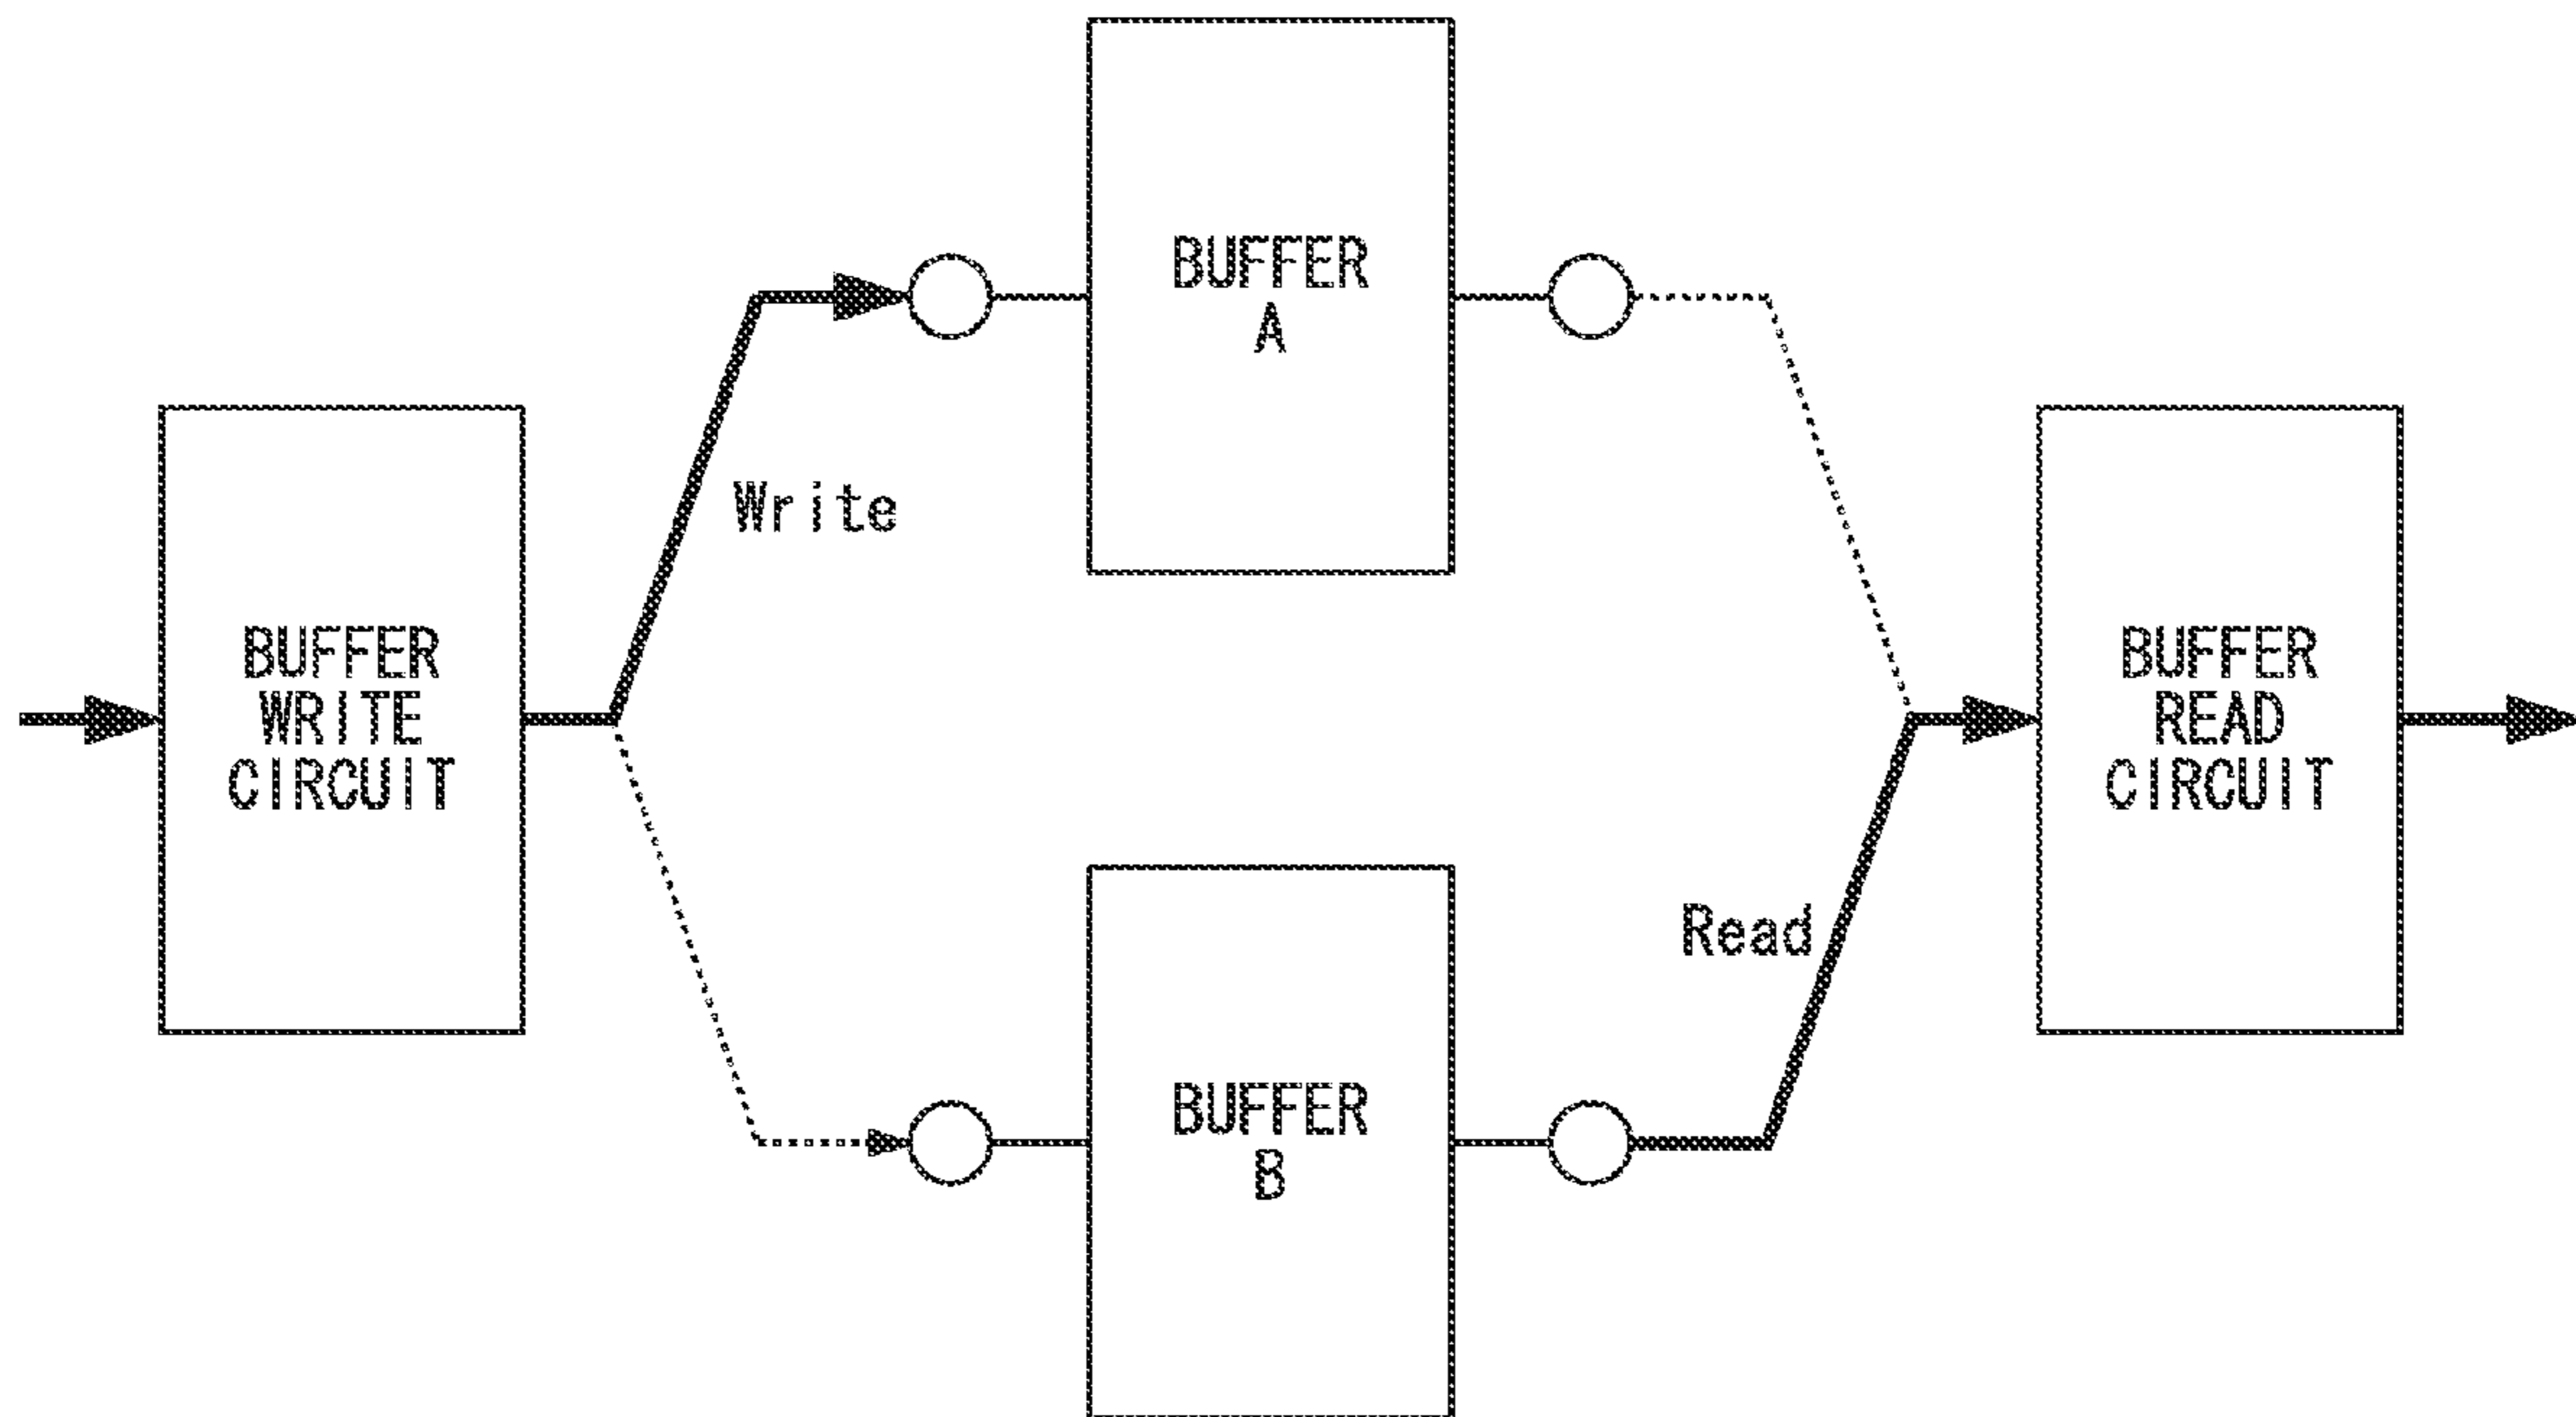 BUFFER
A
Write
BUFFER
WRITE
CIRCUIT
BUFFER
READ
CIRCUIT
Read
BUFFER
B